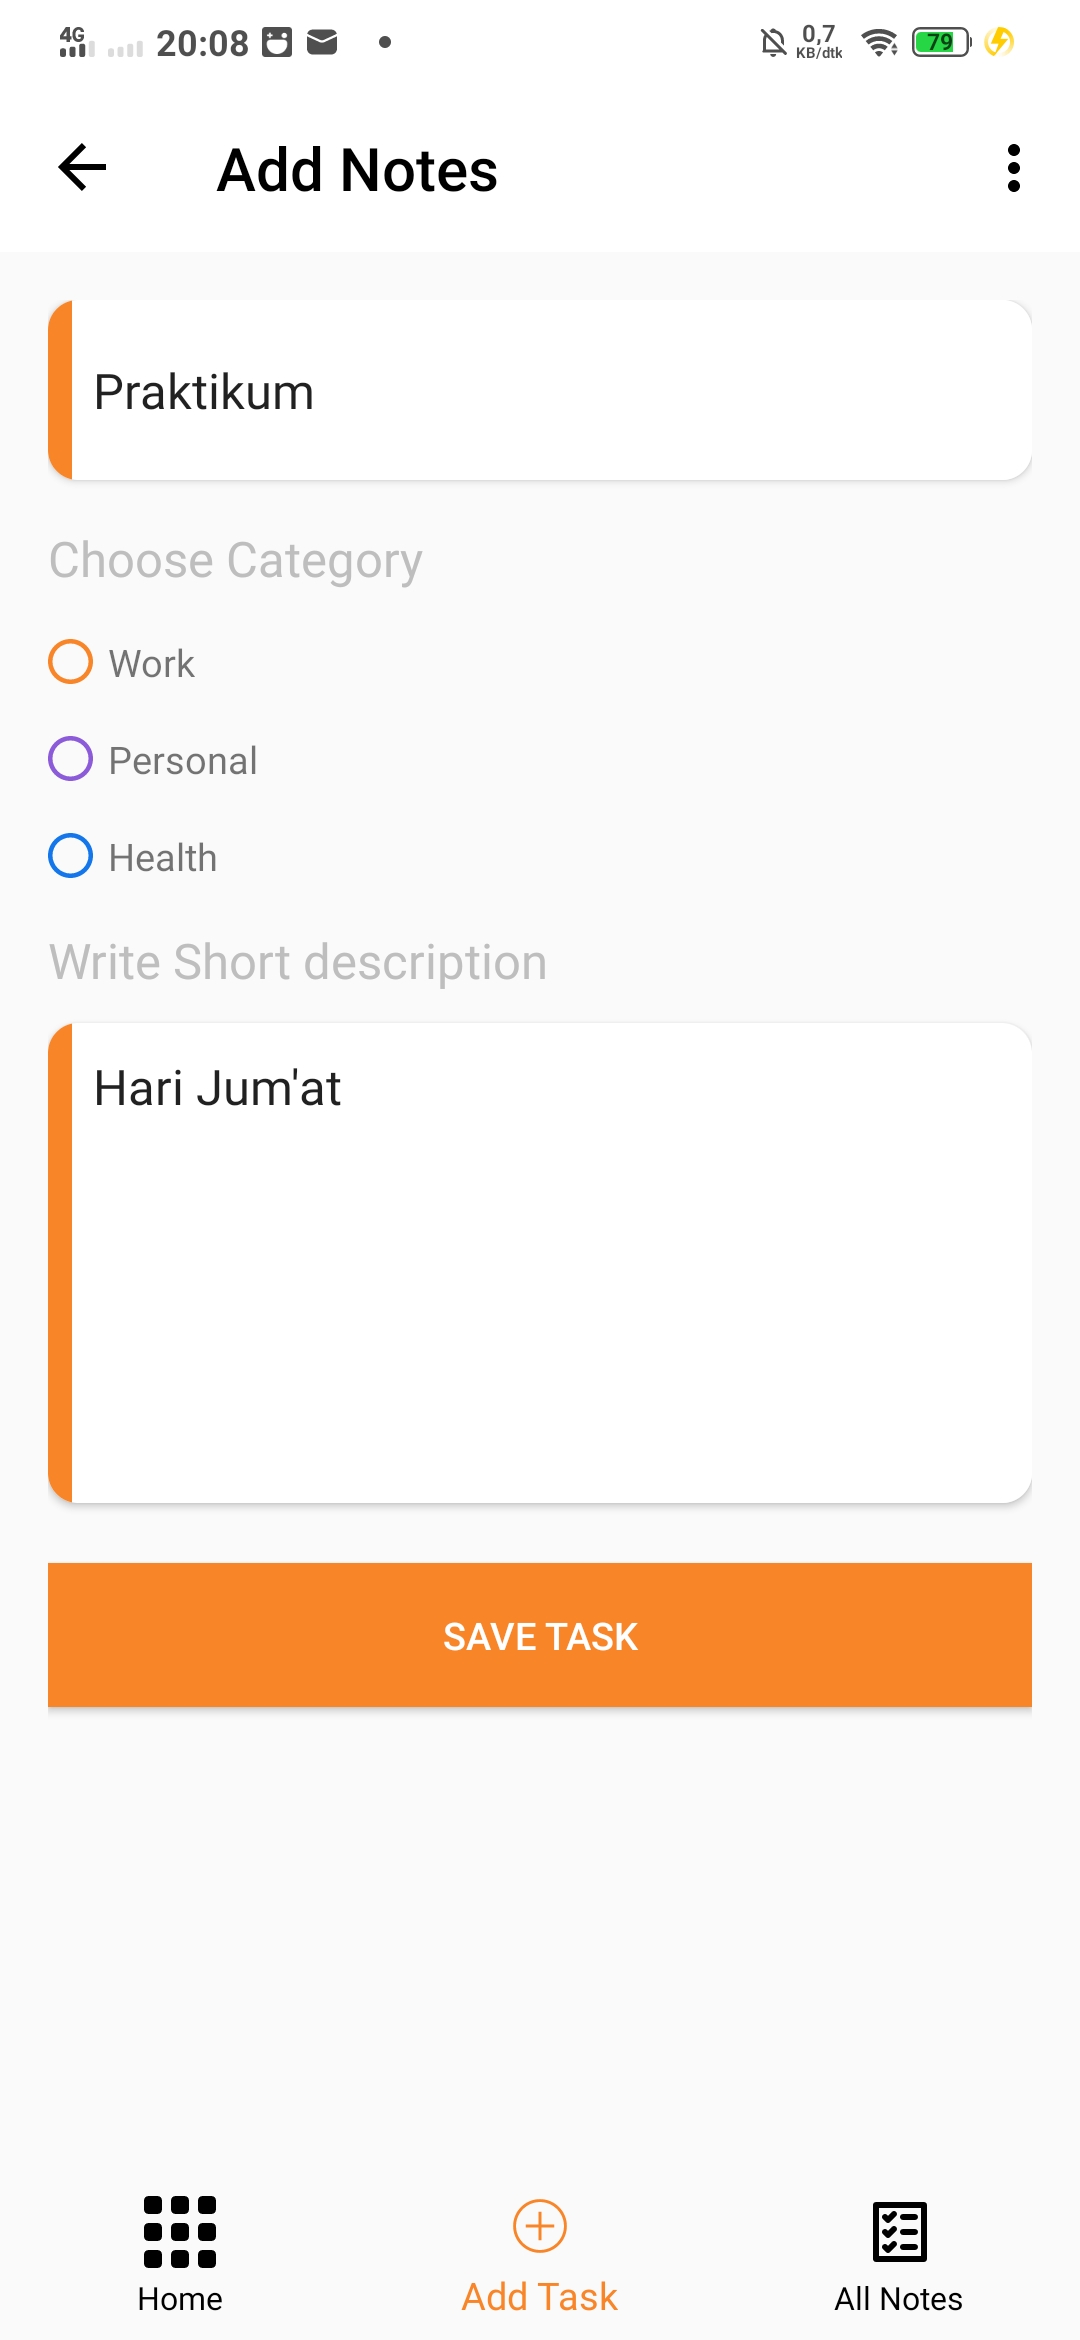 4G 20:08 0,7 KB/dtk 79
Add Notes
Praktikum
Choose Category
Work
Personal
Health
Write Short description
Hari Jum'at
SAVE TASK
Home Add Task All Notes